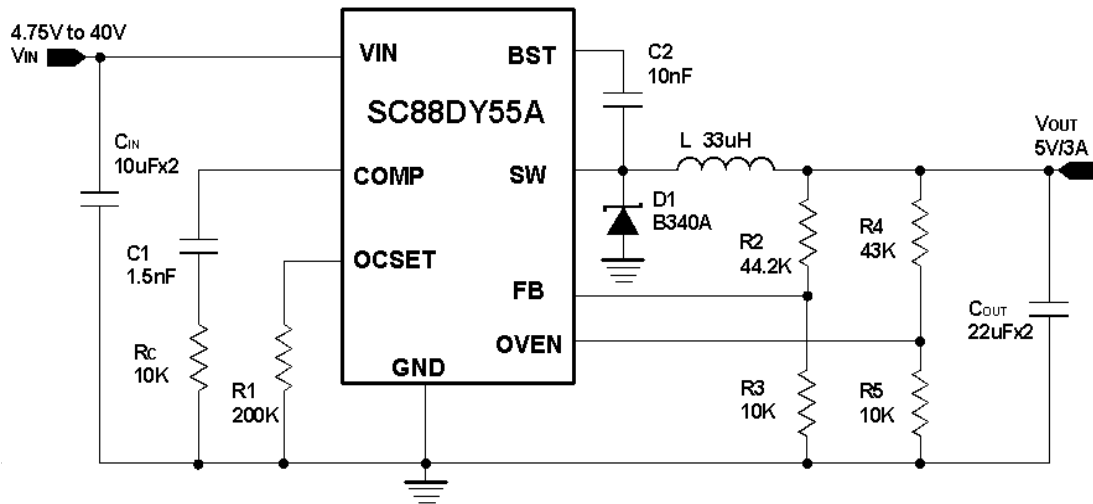 4.75V to 40V
VIN
VIN
BST
C2
10nF
SC88DY55A
CIN
10uFx2
COMP
SW
L 33uH
VOUT
5V/3A
D1
B340A
C1
1.5nF
OCSET
R2
44.2K
R4
43K
FB
COUT
22uFx2
OVEN
RC
10K
R1
200K
GND
R3
10K
R5
10K